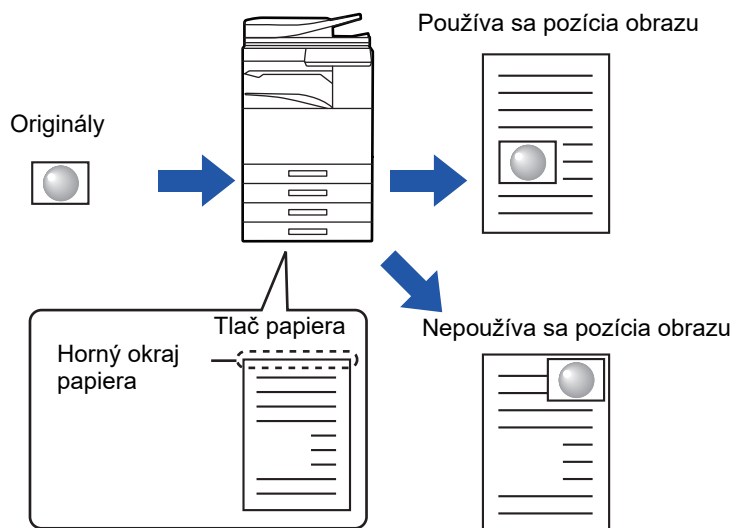 Používa sa pozícia obrazu
Originály
Tlač papiera
Horný okraj
papiera
Nepoužíva sa pozícia obrazu